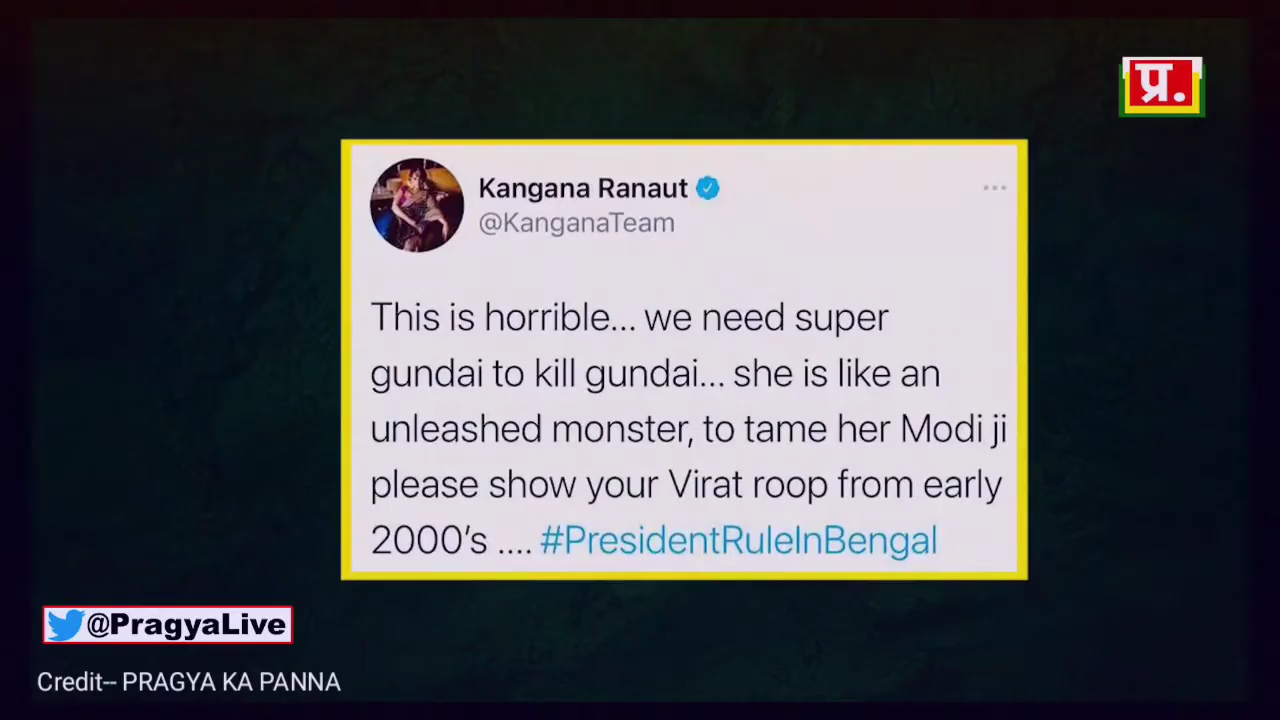 प्र.
Kangana Ranaut
@KanganaTeam
This is horrible... we need super
gundai to kill gundai... she is like an
unleashed monster, to tame her Modi ji
please show your Virat roop from early
2000's .... #PresidentRuleInBengal
@PragyaLive
Credit-- PRAGYA KA PANNA